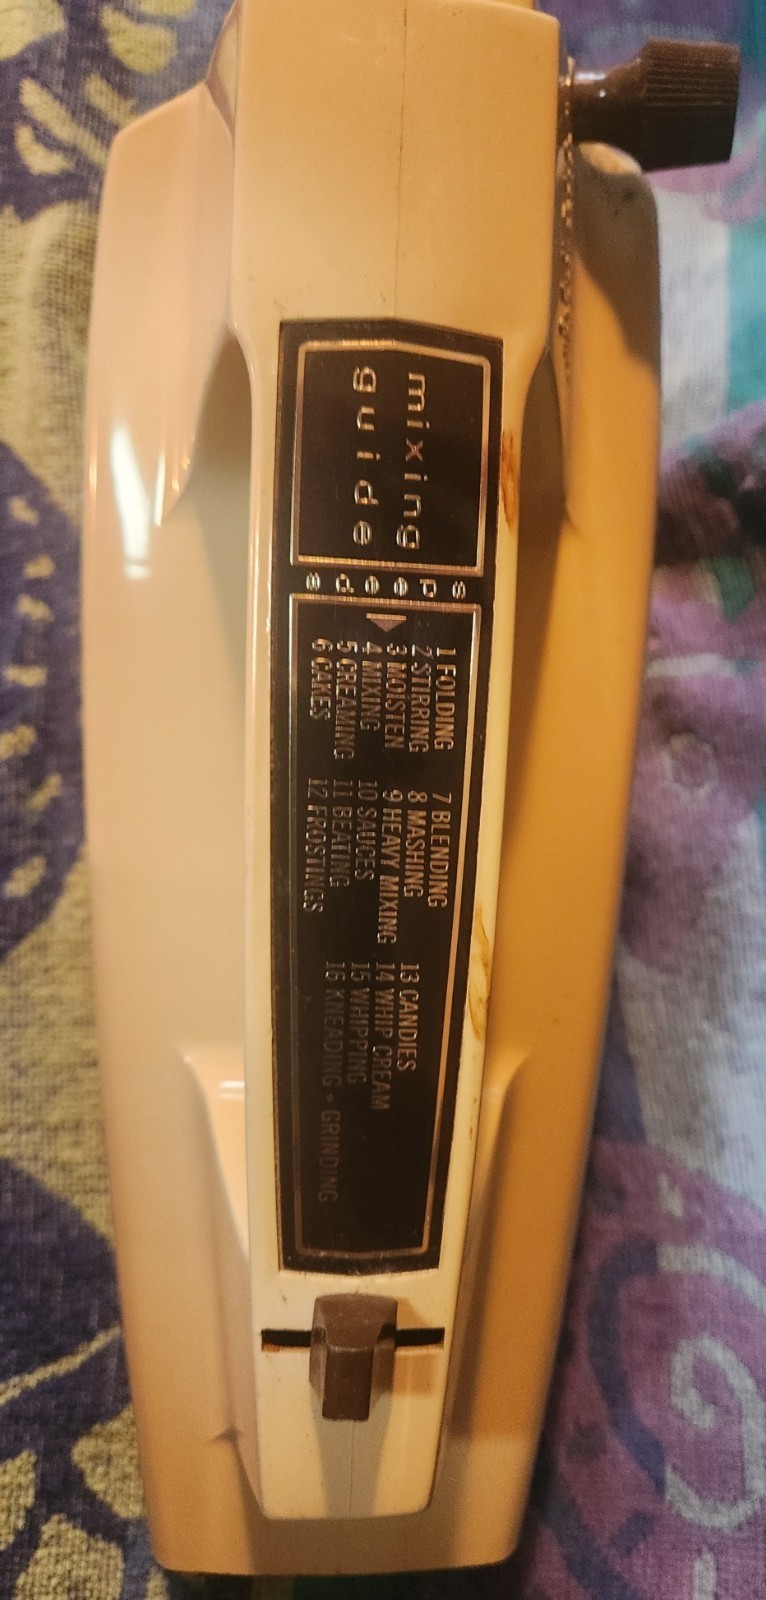 mixing
guide
speeds
1 FOLDING
2 STIRRING
3 MOISTEN
4 MIXING
5 CREAMING
6 CAKES
7 BLENDING
8 MASHING
9 HEAVY MIXING
10 SAUCES
11 BEATING
12 FROSTINGS
13 CANDIES
14 WHIP CREAM
15 WHIPPING
16 KNEADING - GRINDING